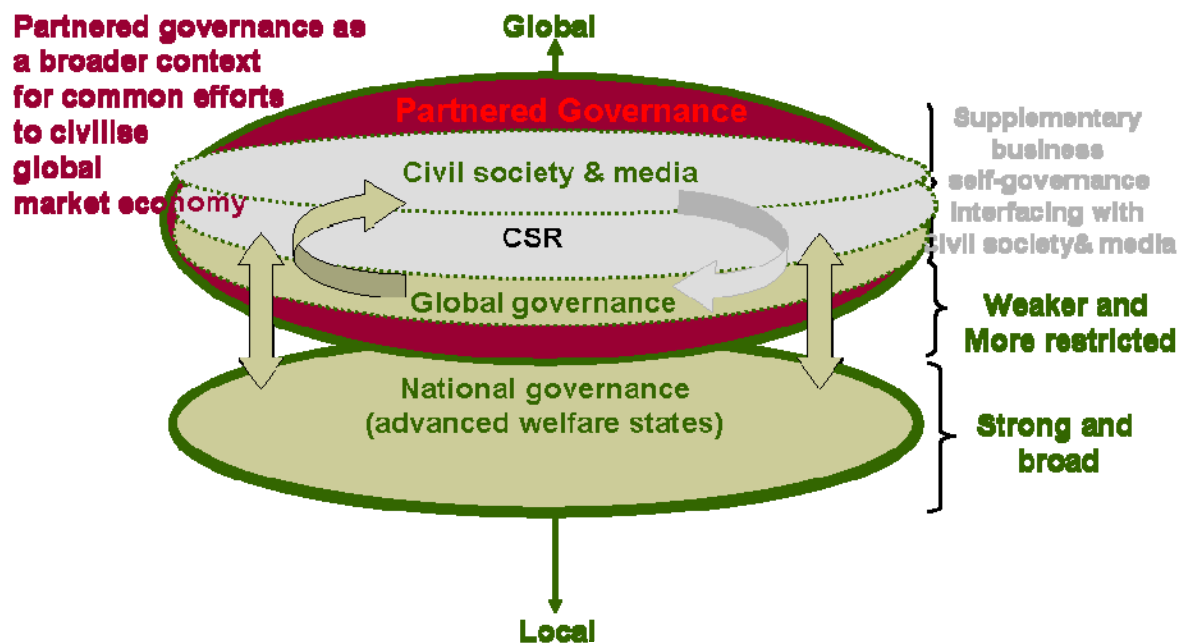 Partnered governance as
a broader context
for common efforts
to civilise
global
market economy
Global
Partnered Governance
Civil society & media
CSR
Global governance
National governance
(advanced welfare states)
Local
Supplementary
business
self-governance
interfacing with
Civil society& media
Weaker and
More restricted
Strong and
broad